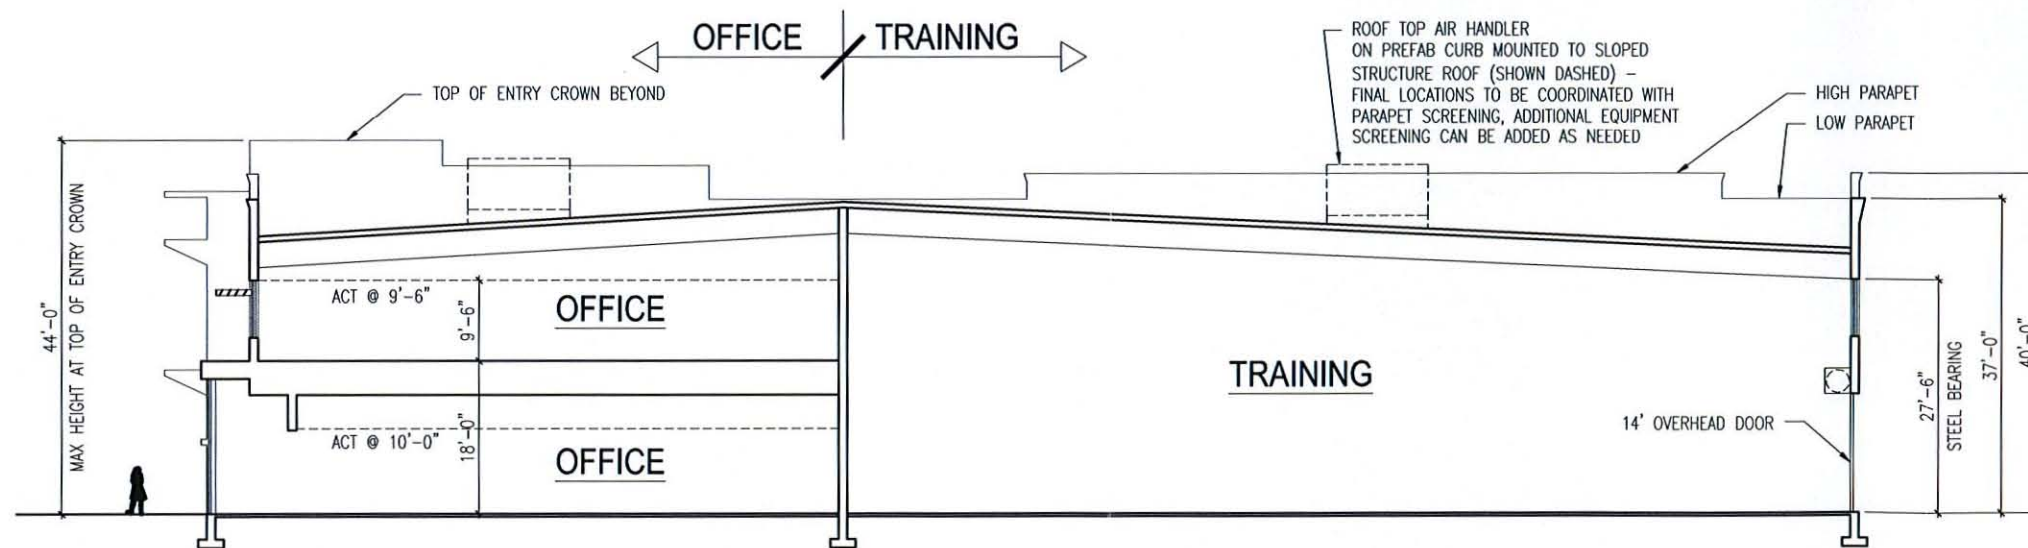 OFFICE TRAINING
ROOF TOP AIR HANDLER
ON PREFAB CURB MOUNTED TO SLOPED
STRUCTURE ROOF (SHOWN DASHED) -
FINAL LOCATIONS TO BE COORDINATED WITH
PARAPET SCREENING, ADDITIONAL EQUIPMENT
SCREENING CAN BE ADDED AS NEEDED
TOP OF ENTRY CROWN BEYOND
HIGH PARAPET
LOW PARAPET
44'-0"
MAX HEIGHT AT TOP OF ENTRY CROWN
ACT @ 9'-6"
9'-6"
OFFICE
TRAINING
ACT @ 10'-0"
18'-0"
OFFICE
14' OVERHEAD DOOR
27'-6"
STEEL BEARING
37'-0"
40'-0"